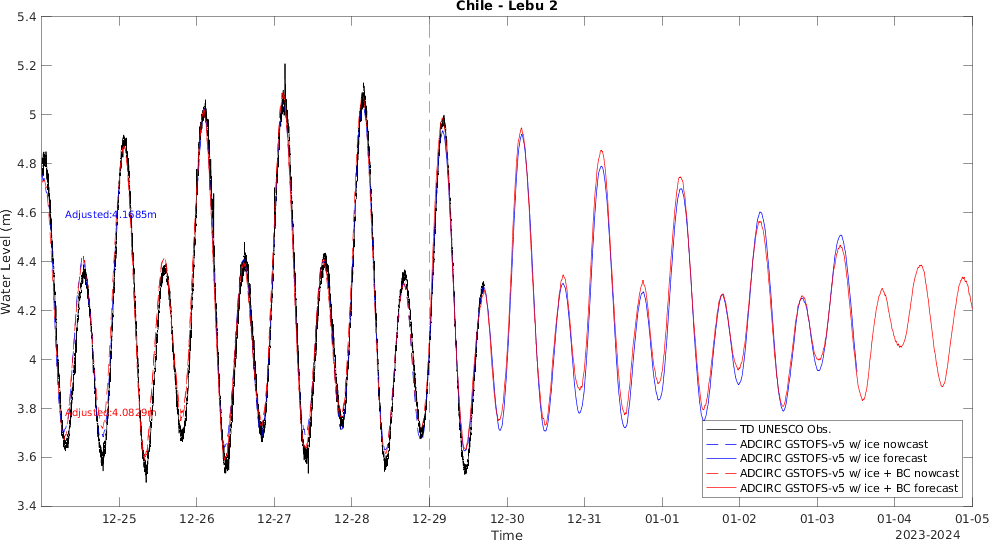 Chile - Lebu 2
5.4
5.2
5
4.8
4.6
4.4
4.2
4
3.8
3.6
3.4
Water Level (m)
Adjusted:4.1685m
Adjusted:4.0829m
TD UNESCO Obs.
ADCIRC GSTOFS-v5 w/ ice nowcast
ADCIRC GSTOFS-v5 w/ ice forecast
ADCIRC GSTOFS-v5 w/ ice + BC nowcast
ADCIRC GSTOFS-v5 w/ ice + BC forecast
12-25 12-26 12-27 12-28 12-29 12-30 12-31 01-01 01-02 01-03 01-04 01-05
Time
2023-2024